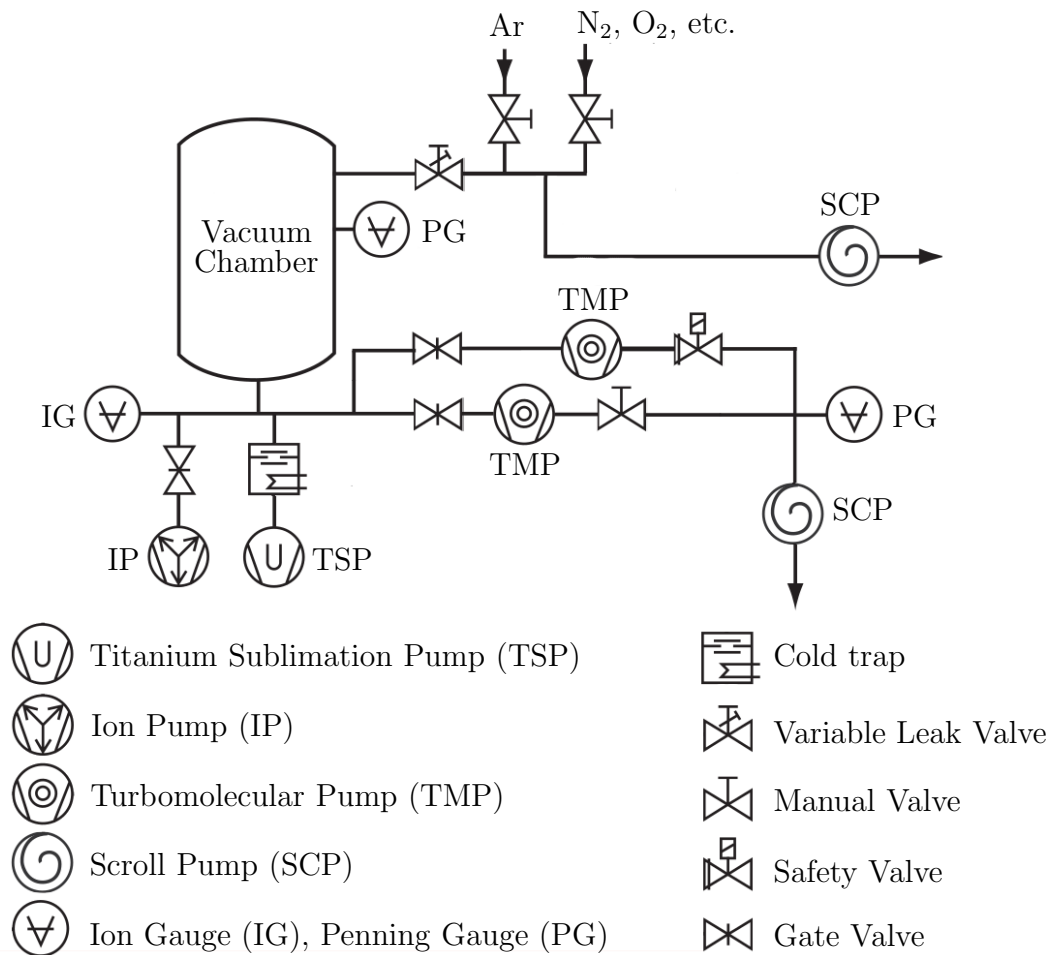 Ar
N₂, O₂, etc.
SCP
Vacuum
Chamber
PG
TMP
IG
PG
TMP
SCP
IP
TSP
Titanium Sublimation Pump (TSP)
Cold trap
Ion Pump (IP)
Variable Leak Valve
Turbomolecular Pump (TMP)
Manual Valve
Scroll Pump (SCP)
Safety Valve
Ion Gauge (IG), Penning Gauge (PG)
Gate Valve